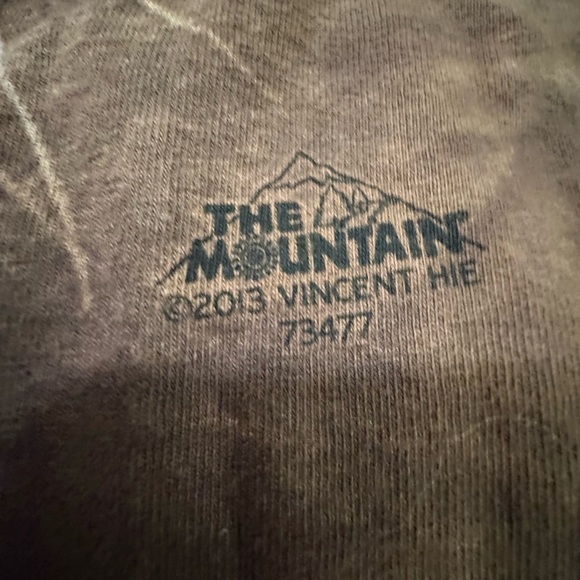 THE
MOUNTAIN
©2013 VINCENT HIE
73477